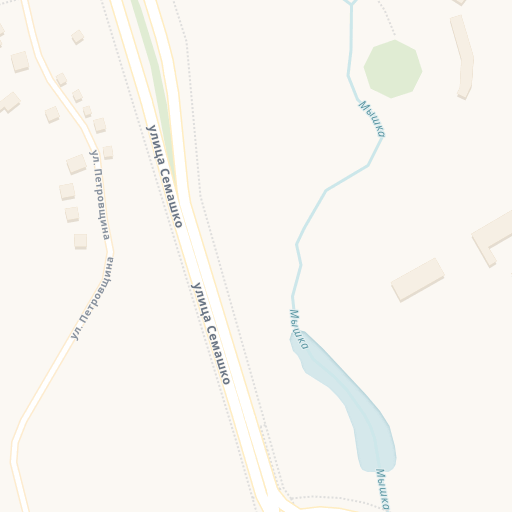 Мышка
улица Семашко
ул. Петровщина
ул. Петровщина
улица Семашко
Мышка
Мышка